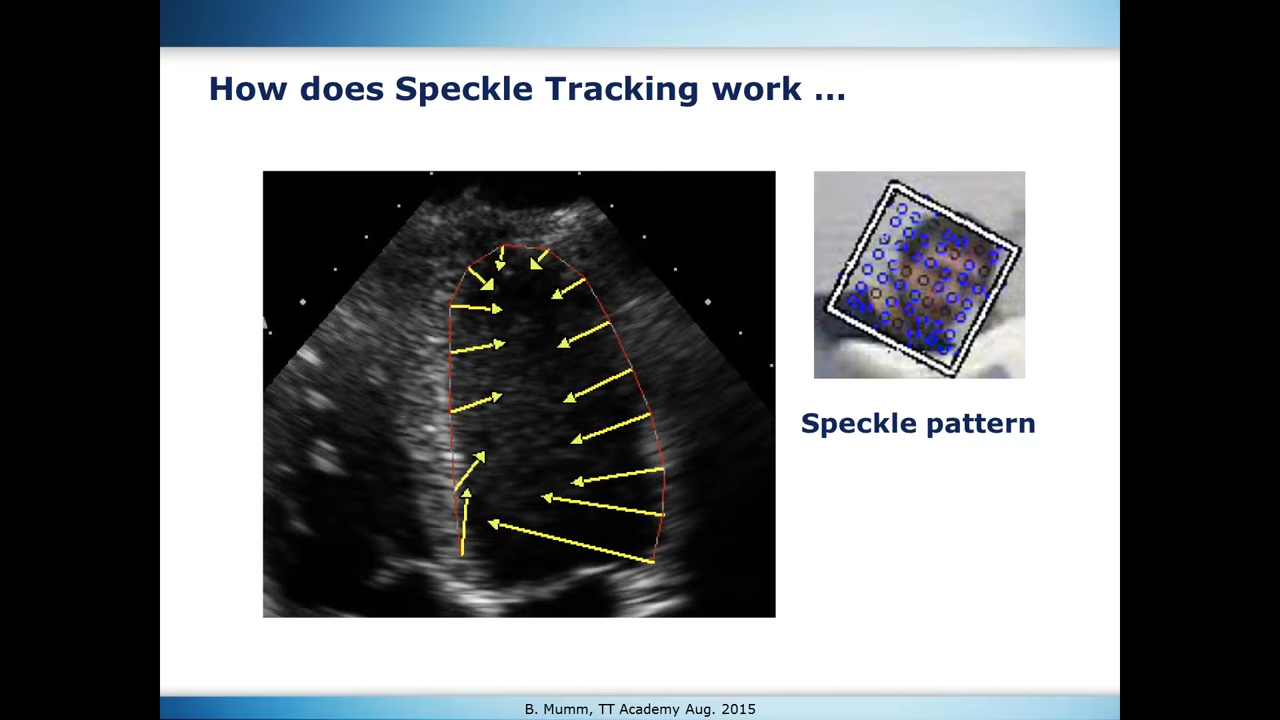 How does Speckle Tracking work ...
Speckle pattern
B. Mumm, TT Academy Aug. 2015